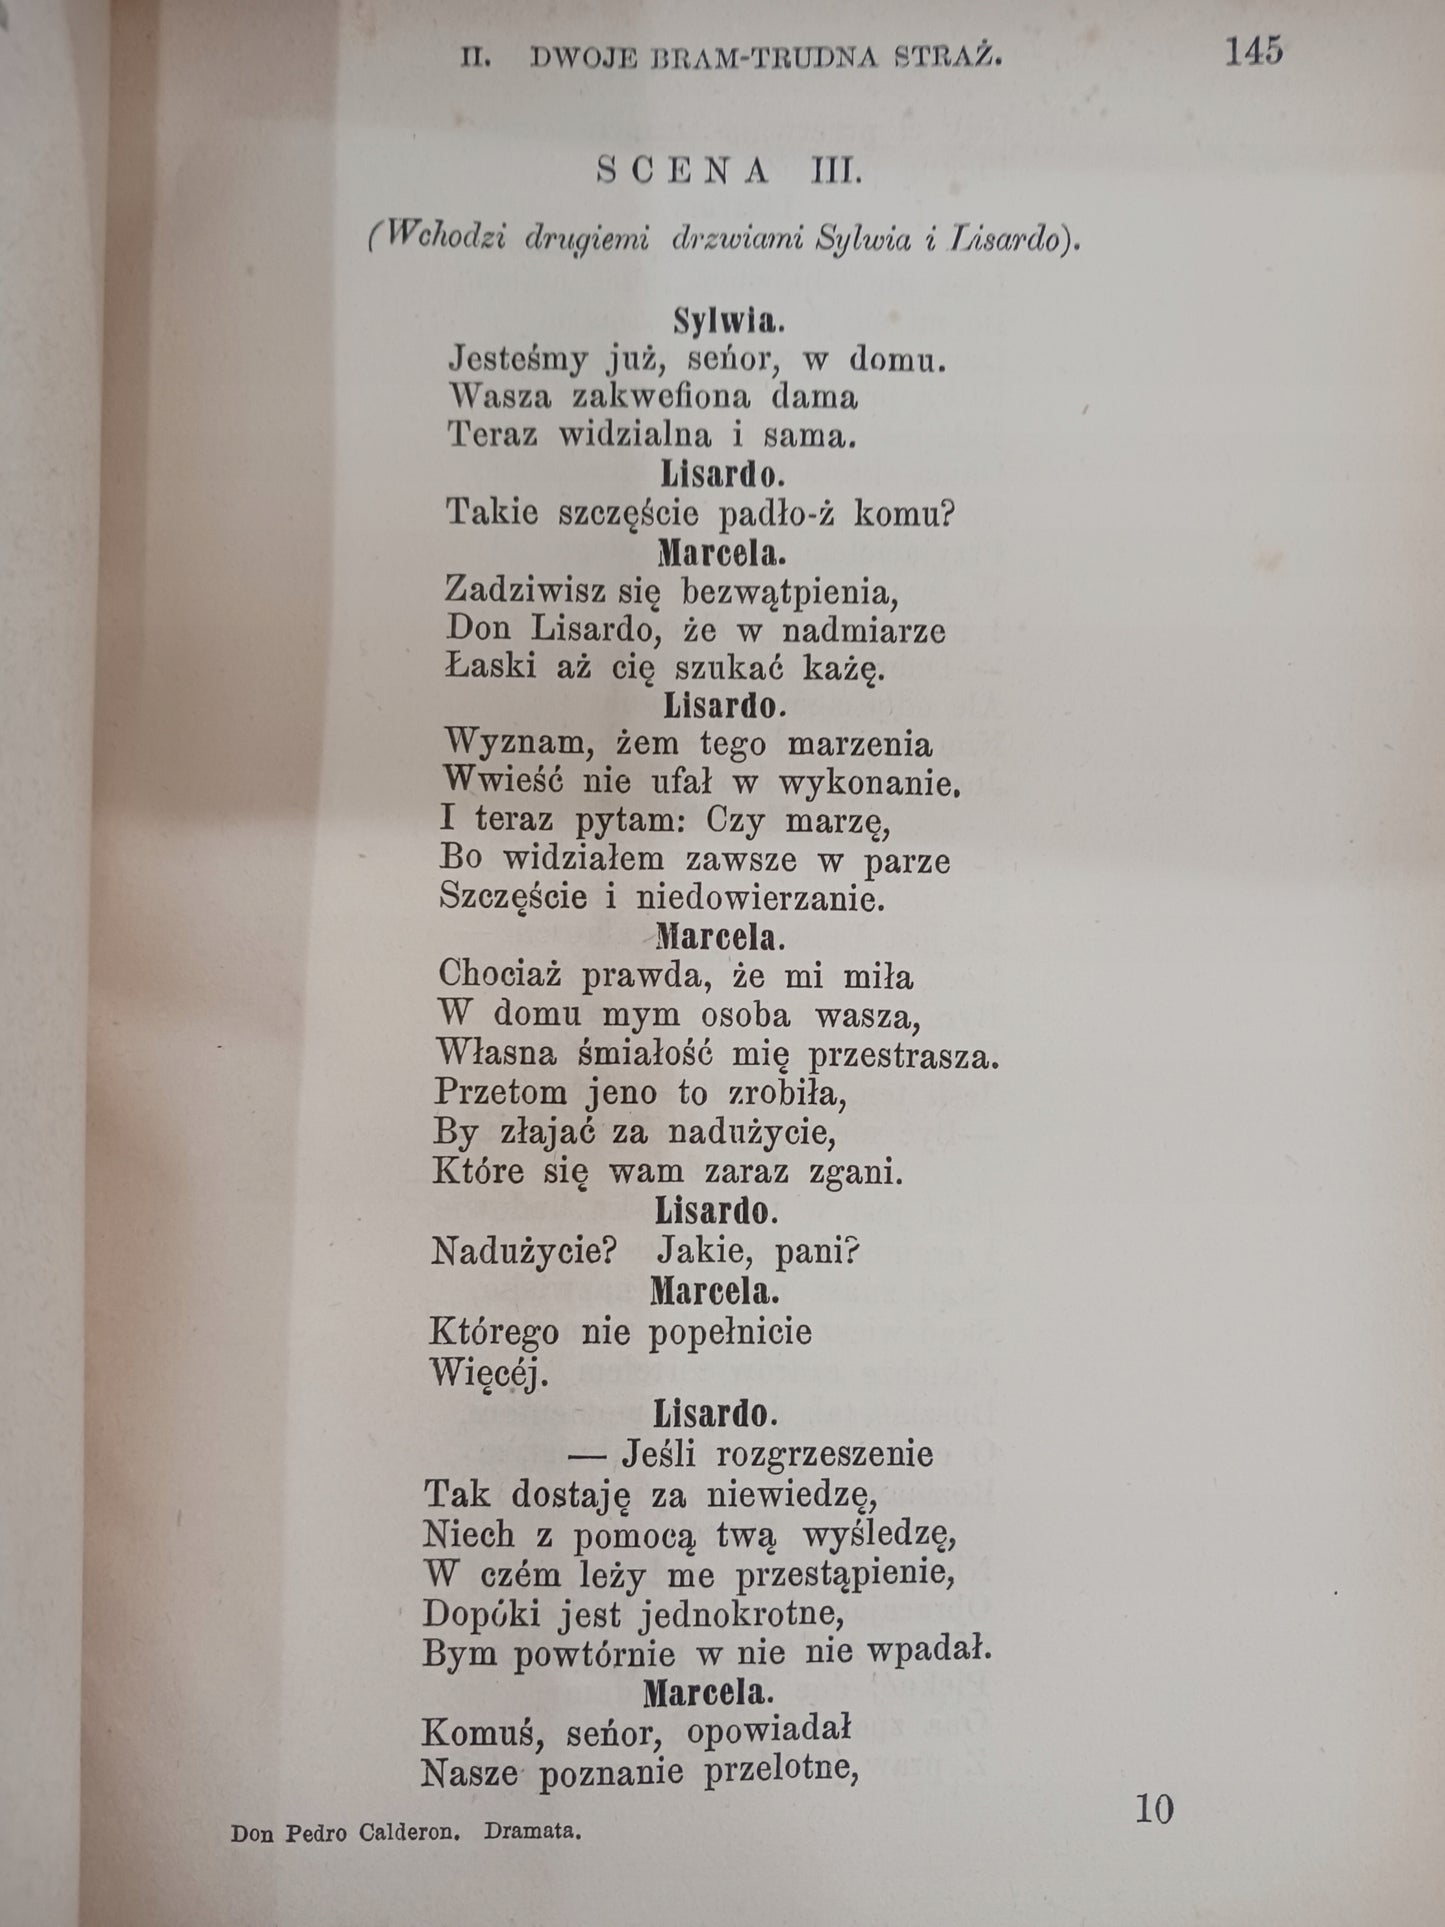 II. DWOJE BRAM-TRUDNA STRAŻ. 145
SCENA III.
(Wchodzi drugiemi drzwiami Sylwia i Lisardo).
Sylwia.
Jesteśmy już, seńor, w domu.
Wasza zakwefiona dama
Teraz widzialna i sama.
Lisardo.
Takie szczęście padło-ż komu?
Marcela.
Zadziwisz się bezwątpienia,
Don Lisardo, że w nadmiarze
Łaski aż cię szukać każę.
Lisardo.
Wyznam, żem tego marzenia
Wwieść nie ufał w wykonanie.
I teraz pytam: Czy marzę,
Bo widziałem zawsze w parze
Szczęście i niedowierzanie.
Marcela.
Chociaż prawda, że mi miła
W domu mym osoba wasza,
Własna śmiałość mię przestrasza.
Przetom jeno to zrobiła,
By złajać za nadużycie,
Które się wam zaraz zgani.
Lisardo.
Nadużycie? Jakie, pani?
Marcela.
Którego nie popełnicie
Więcéj.
Lisardo.
— Jeśli rozgrzeszenie
Tak dostaję za niewiedzę,
Niech z pomocą twą wyśledzę,
W czém leży me przestąpienie,
Dopóki jest jednokrotne,
Bym powtórnie w nie nie wpadał.
Marcela.
Komuś, seńor, opowiadał
Nasze poznanie przelotne,
Don Pedro Calderon. Dramata. 10